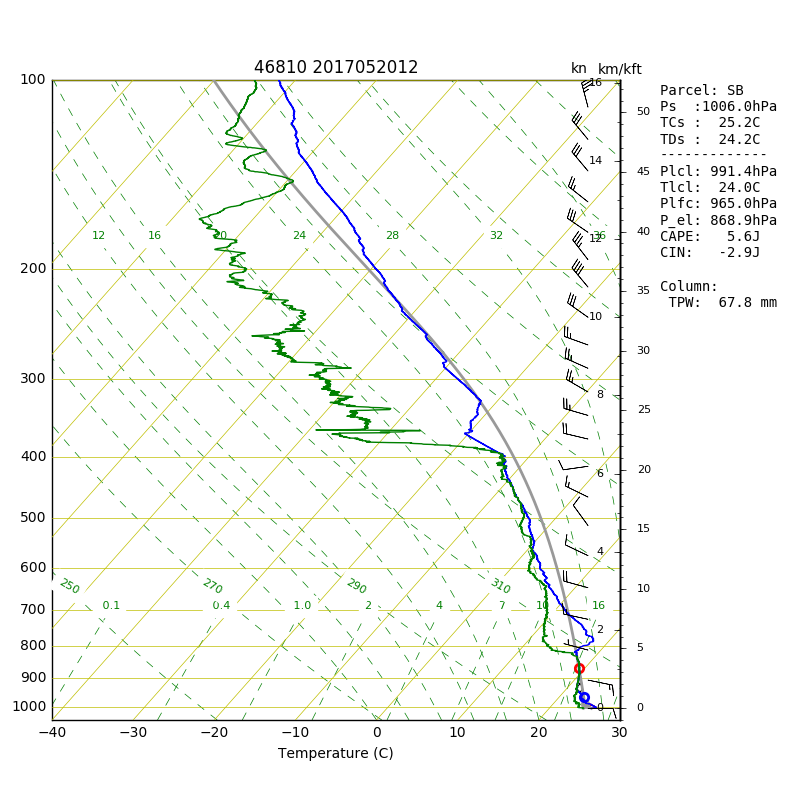 46810 2017052012
kn km/kft
Parcel: SB
Ps  :1006.0hPa
TCs :  25.2C
TDs :  24.2C
-------------
Plcl: 991.4hPa
Tlcl:  24.0C
Plfc: 965.0hPa
P_el: 868.9hPa
CAPE:   5.6J
CIN:   -2.9J
Column:
TPW:  67.8 mm
100
200
300
400
500
600
700
800
900
1000
12 16 20 24 28 32 36
250 270 290 310
0.1 0.4 1.0 2 4 7 10 16
16
14
12
10
8
6
4
2
0
50
45
40
35
30
25
20
15
10
5
0
−40 −30 −20 −10 0 10 20 30
Temperature (C)